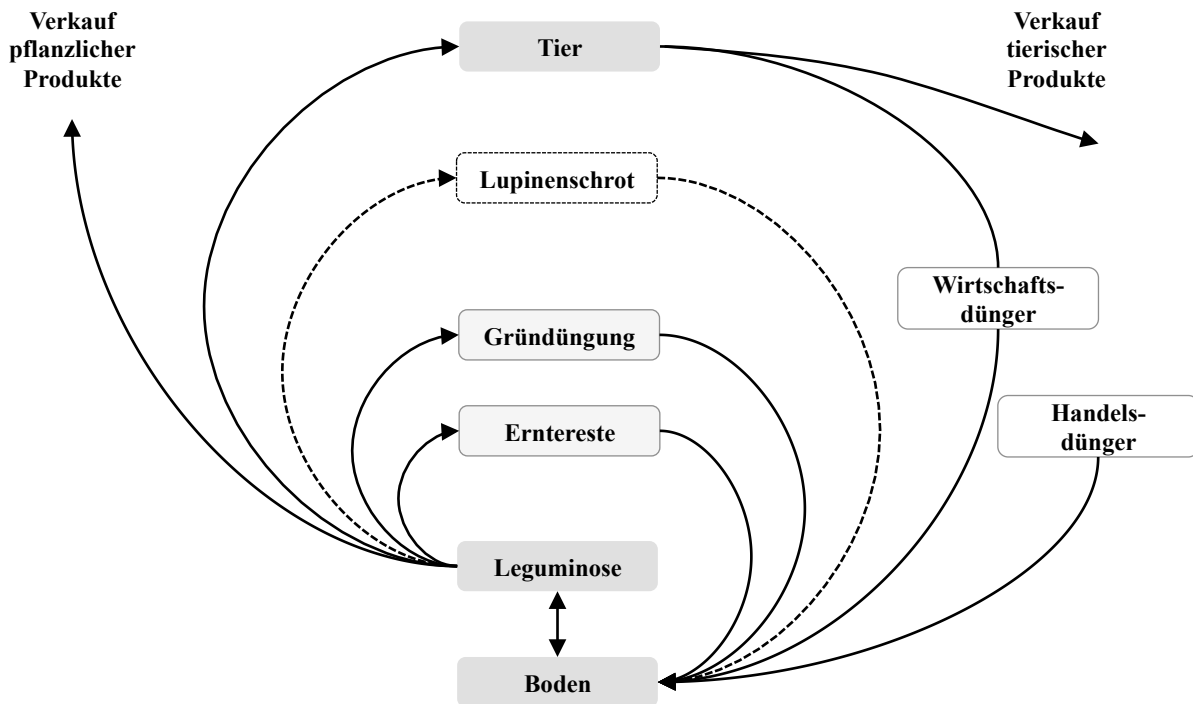 Verkauf
pflanzlicher
Produkte
Tier
Verkauf
tierischer
Produkte
Lupinenschrot
Wirtschafts-
dünger
Gründüngung
Handels-
dünger
Erntereste
Leguminose
Boden